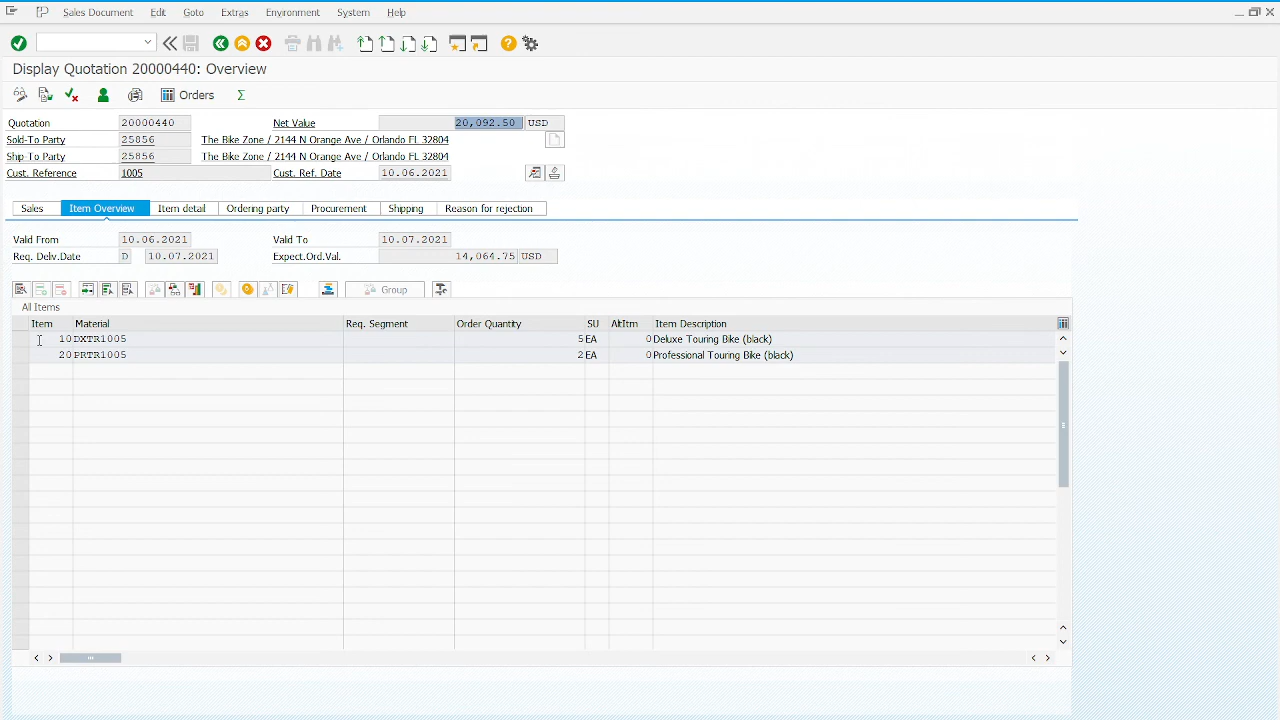 Sales Document Edit Goto Extras Environment System Help
Display Quotation 20000440: Overview
Orders
Quotation 20000440 Net Value 20,092.50 USD
Sold-To Party 25856 The Bike Zone / 2144 N Orange Ave / Orlando FL 32804
Ship-To Party 25856 The Bike Zone / 2144 N Orange Ave / Orlando FL 32804
Cust. Reference 1005 Cust. Ref. Date 10.06.2021
Sales Item Overview Item detail Ordering party Procurement Shipping Reason for rejection
Valid From 10.06.2021 Valid To 10.07.2021
Req. Deliv.Date D 10.07.2021 Expect.Ord.Val. 14,064.75 USD
Group
All Items
Item Material Req. Segment Order Quantity SU AltItm Item Description
10 DXTR1005 5 EA 0 Deluxe Touring Bike (black)
20 PRTR1005 2 EA 0 Professional Touring Bike (black)